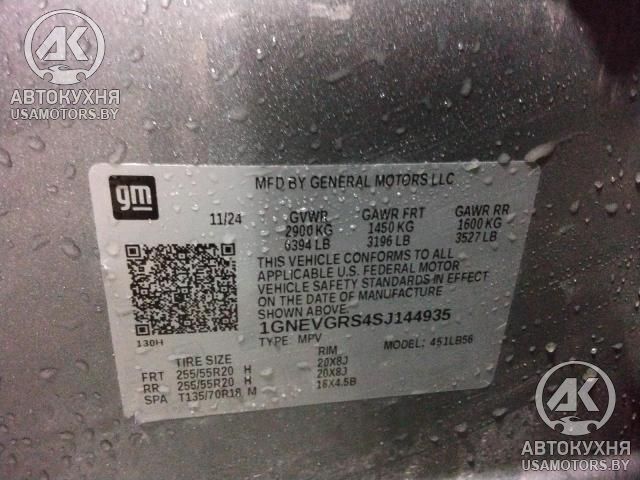 AK
АВТОКУХНЯ
USAMOTORS.BY
gm
MFD BY GENERAL MOTORS LLC
11/24 GVWR GAWR FRT GAWR RR
2900 KG 1450 KG 1600 KG
6394 LB 3196 LB 3527 LB
THIS VEHICLE CONFORMS TO ALL
APPLICABLE U.S. FEDERAL MOTOR
VEHICLE SAFETY STANDARDS IN EFFECT
ON THE DATE OF MANUFACTURE
SHOWN ABOVE.
1GNEVGRS4SJ144935
130H
TYPE: MPV MODEL: 451LB56
TIRE SIZE RIM
FRT 255/55R20 H 20X8J
RR 255/55R20 H 20X8J
SPA T135/70R18 M 18X4.5B
AK
АВТОКУХНЯ
USAMOTORS.BY